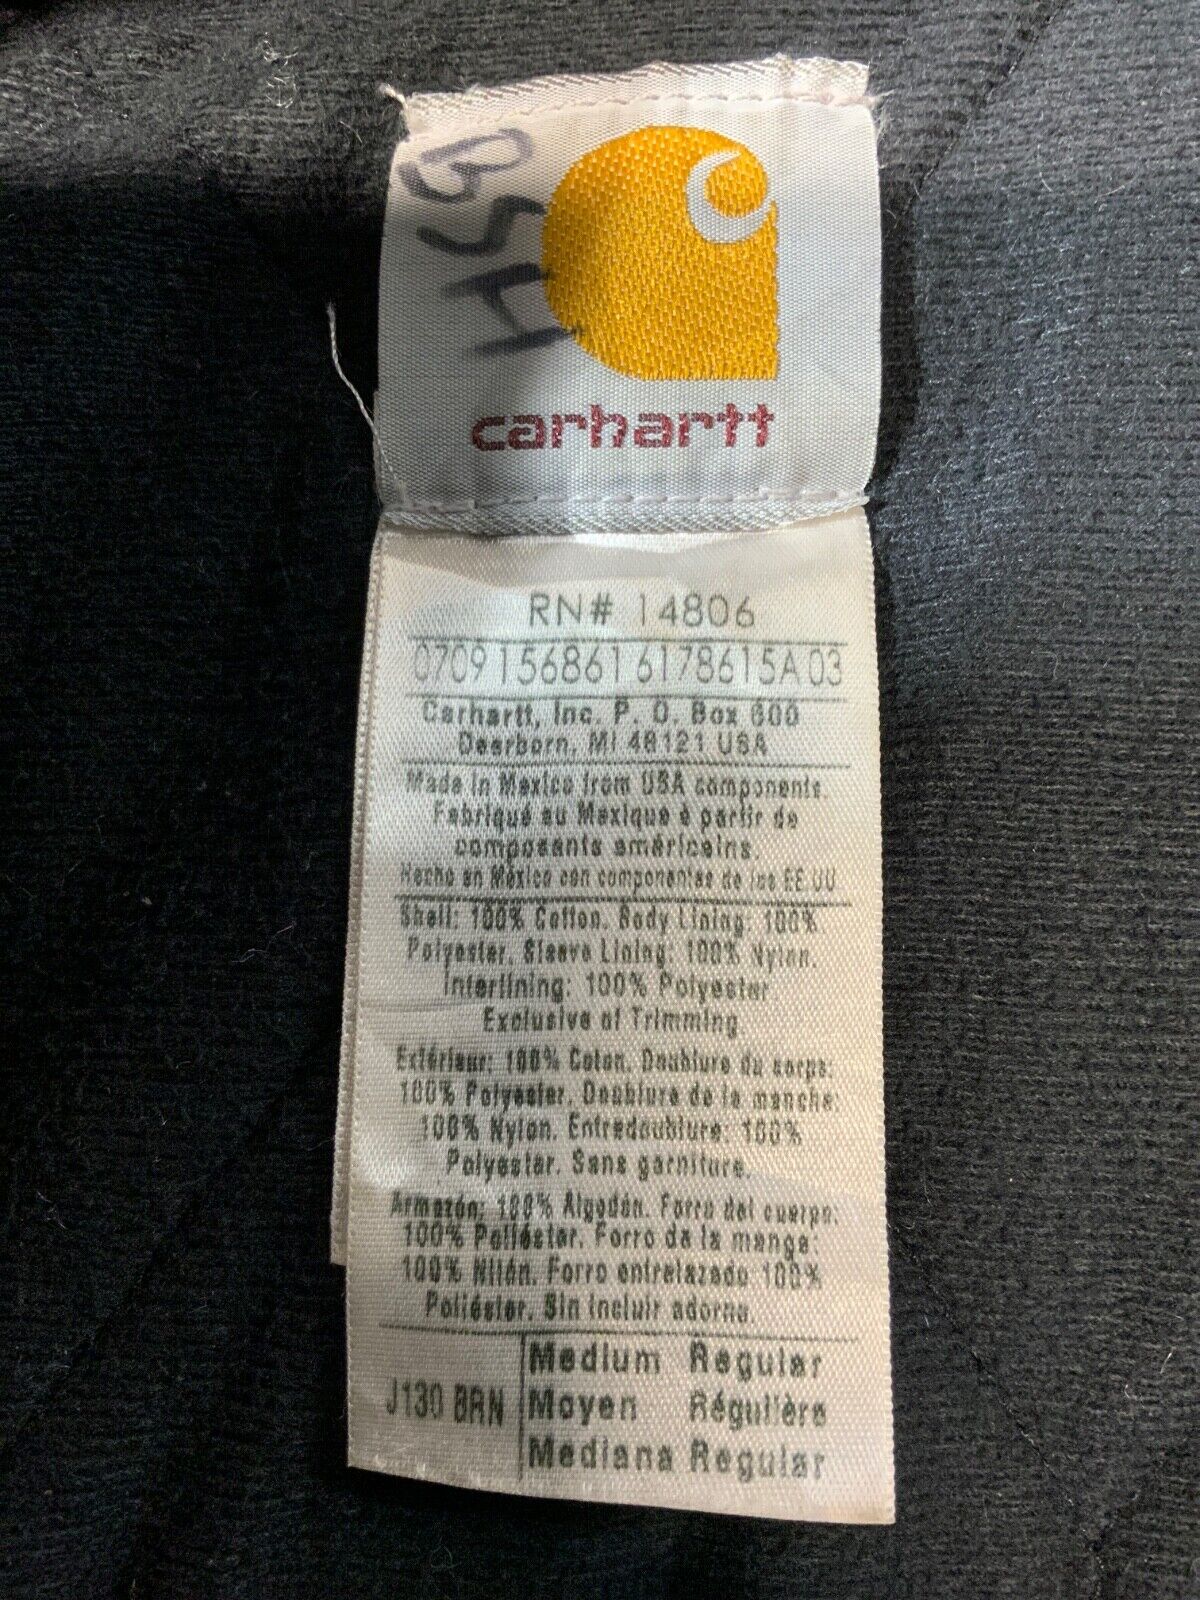 HSB
carhartt
RN# 14806
07091568616178615A 03
Carhartt, Inc. P. O. Box 600
Dearborn, MI 48121 USA
Made in Mexico from USA components.
Fabriqué au Mexique à partir de
composants américains.
Hecho en México con componentes de los EE.UU
Shell: 100% Cotton. Body Lining: 100%
Polyester. Sleeve Lining: 100% Nylon.
Interlining: 100% Polyester.
Exclusive of Trimming.
Extérieur: 100% Coton. Doublure du corps:
100% Polyester. Doublure de la manche:
100% Nylon. Entredoublure: 100%
Polyester. Sans garniture.
Armazón: 100% Algodón. Forro del cuerpo:
100% Poliéster. Forro de la manga:
100% Nilón. Forro entrelazado 100%
Poliéster. Sin incluir adorno.
J130 BRN
Medium Regular
Moyen Régulière
Mediana Regular